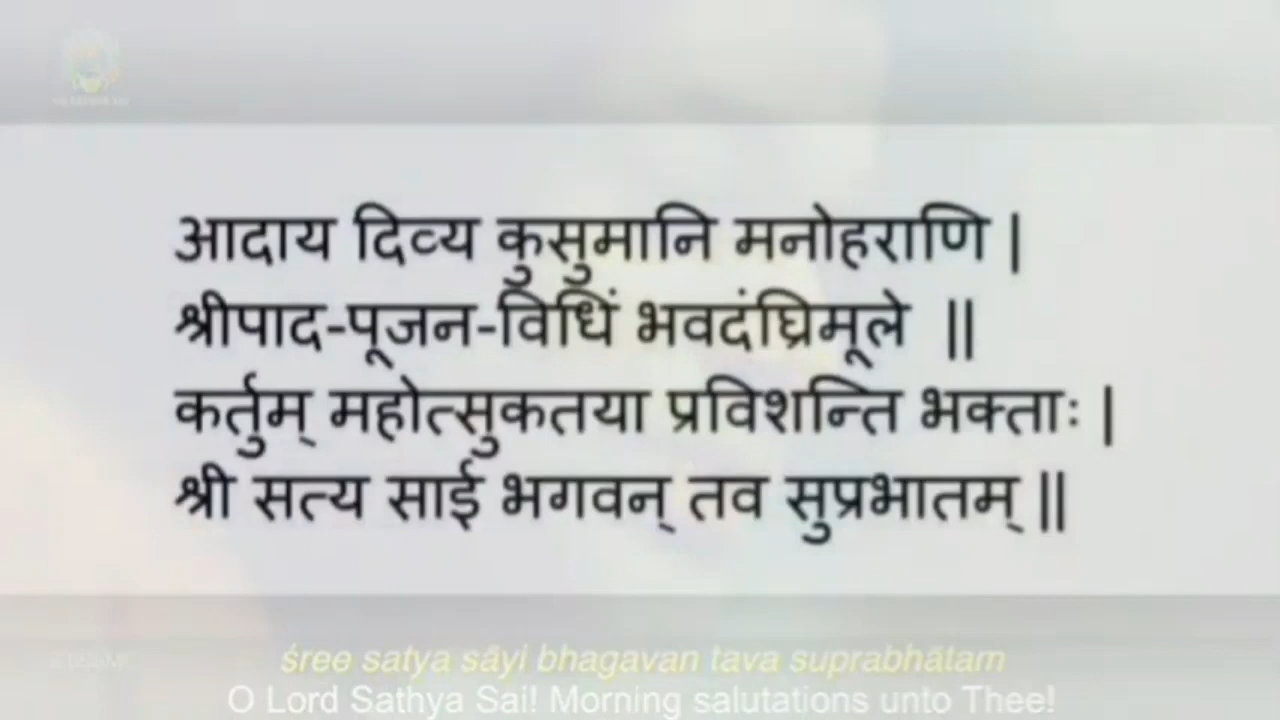 आदाय दिव्य कुसुमानि मनोहराणि |
श्रीपाद-पूजन-विधिं भवदंघ्रिमूले ||
कर्तुम् महोत्सुकतया प्रविशन्ति भक्ताः |
श्री सत्य साई भगवन् तव सुप्रभातम् ||
śree satya sāyi bhagavan tava suprabhātam
O Lord Sathya Sai! Morning salutations unto Thee!